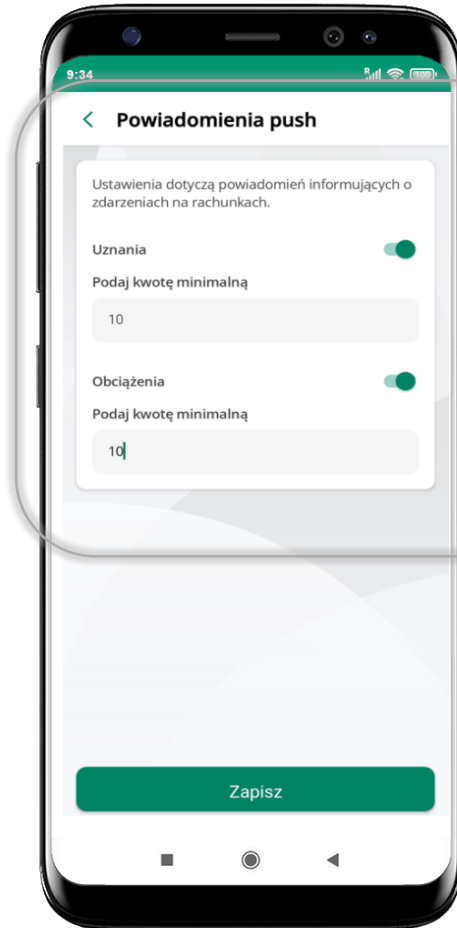 9:34
R 100
Powiadomienia push
Ustawienia dotyczą powiadomień informujących o
zdarzeniach na rachunkach.
Uznania
Podaj kwotę minimalną
10
Obciążenia
Podaj kwotę minimalną
10
Zapisz